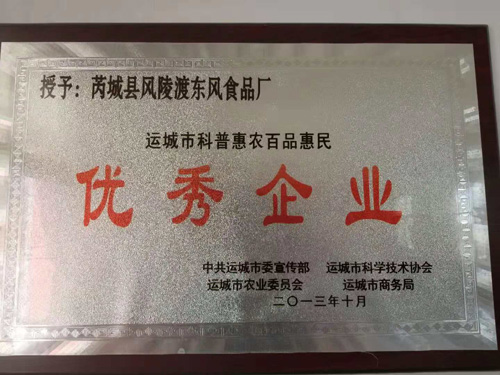 授予：芮城县风陵渡东风食品厂
运城市科普惠农百品惠民
优秀企业
中共运城市委宣传部 运城市科学技术协会
运城市农业委员会 运城市商务局
二〇一三年十月